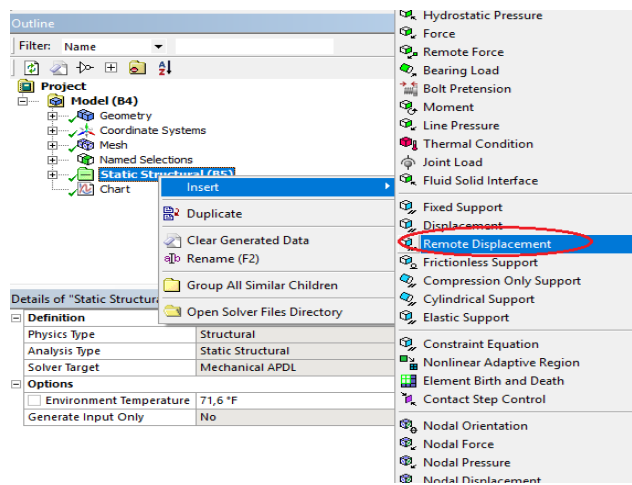 Outline
Filter: Name
Project
Model (B4)
Geometry
Coordinate Systems
Mesh
Named Selections
Static Structural (B5)
Chart
Insert
Duplicate
Clear Generated Data
Rename (F2)
Group All Similar Children
Open Solver Files Directory
Details of "Static Structura
Definition
Physics Type Structural
Analysis Type Static Structural
Solver Target Mechanical APDL
Options
Environment Temperature 71,6 °F
Generate Input Only No
Hydrostatic Pressure
Force
Remote Force
Bearing Load
Bolt Pretension
Moment
Line Pressure
Thermal Condition
Joint Load
Fluid Solid Interface
Fixed Support
Displacement
Remote Displacement
Frictionless Support
Compression Only Support
Cylindrical Support
Elastic Support
Constraint Equation
Nonlinear Adaptive Region
Element Birth and Death
Contact Step Control
Nodal Orientation
Nodal Force
Nodal Pressure
Nodal Displacement